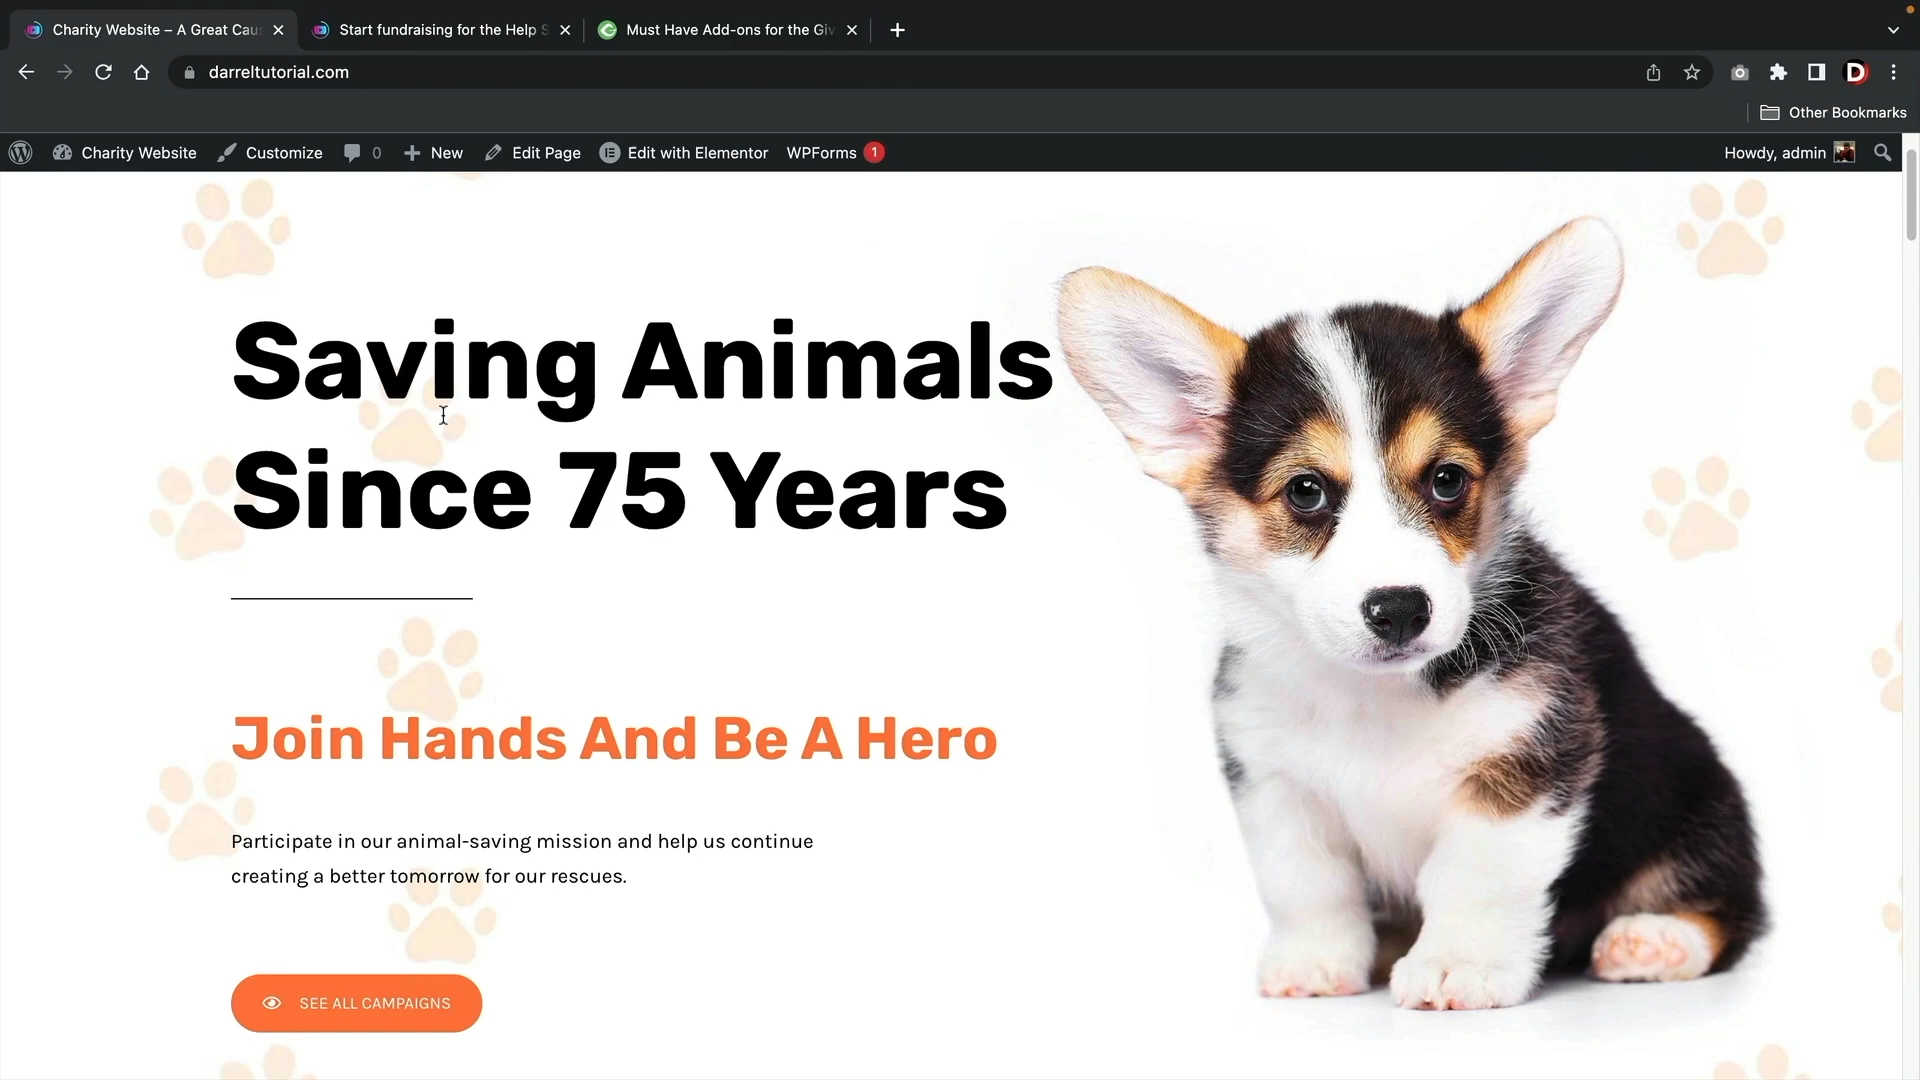 Charity Website – A Great Cau
Start fundraising for the Help S
Must Have Add-ons for the Giv
darreltutorial.com
D
Other Bookmarks
Charity Website
Customize
0
New
Edit Page
Edit with Elementor
WPForms 1
Howdy, admin
Saving Animals
Since 75 Years
Join Hands And Be A Hero
Participate in our animal-saving mission and help us continue
creating a better tomorrow for our rescues.
SEE ALL CAMPAIGNS